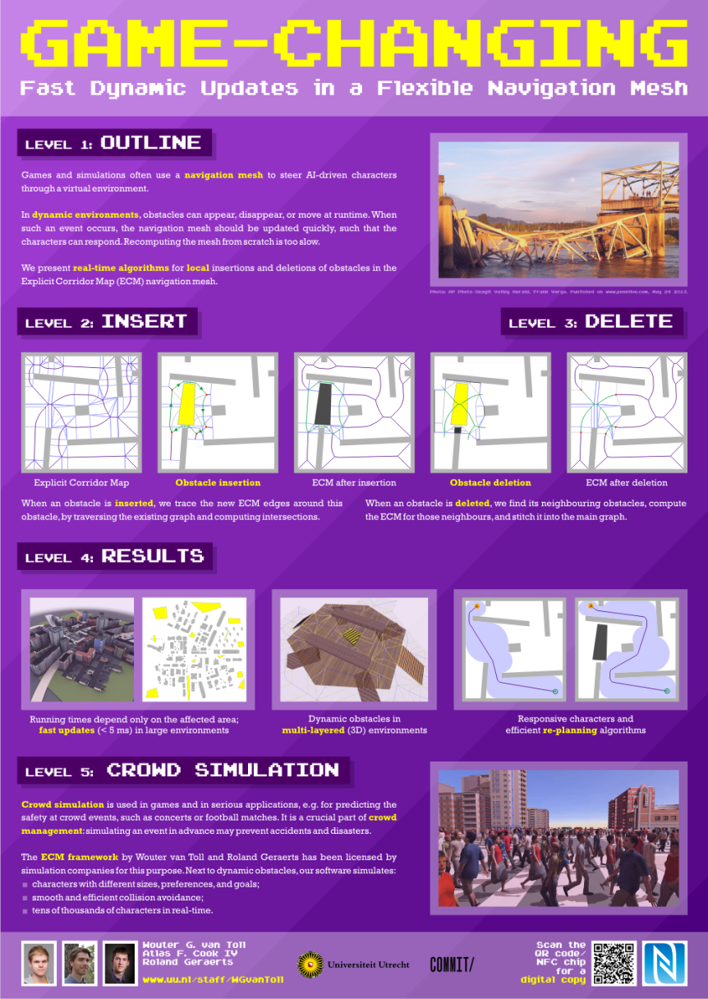 GAME-CHANGING
Fast Dynamic Updates in a Flexible Navigation Mesh
LEVEL 1: OUTLINE
Games and simulations often use a navigation mesh to steer AI-driven characters
through a virtual environment.
In dynamic environments, obstacles can appear, disappear, or move at runtime. When
such an event occurs, the navigation mesh should be updated quickly, such that the
characters can respond. Recomputing the mesh from scratch is too slow.
We present real-time algorithms for local insertions and deletions of obstacles in the
Explicit Corridor Map (ECM) navigation mesh.
Photo: AP Photo/Skagit Valley Herald, Frank Varga. Published on www.pennlive.com, May 24 2013.
LEVEL 2: INSERT
LEVEL 3: DELETE
Explicit Corridor Map
Obstacle insertion
ECM after insertion
Obstacle deletion
ECM after deletion
When an obstacle is inserted, we trace the new ECM edges around this
obstacle, by traversing the existing graph and computing intersections.
When an obstacle is deleted, we find its neighbouring obstacles, compute
the ECM for those neighbours, and stitch it into the main graph.
LEVEL 4: RESULTS
Running times depend only on the affected area;
fast updates (< 5 ms) in large environments
Dynamic obstacles in
multi-layered (3D) environments
Responsive characters and
efficient re-planning algorithms
LEVEL 5: CROWD SIMULATION
Crowd simulation is used in games and in serious applications, e.g. for predicting the
safety at crowd events, such as concerts or football matches. It is a crucial part of crowd
management: simulating an event in advance may prevent accidents and disasters.
The ECM framework by Wouter van Toll and Roland Geraerts has been licensed by
simulation companies for this purpose. Next to dynamic obstacles, our software simulates:
characters with different sizes, preferences, and goals;
smooth and efficient collision avoidance;
tens of thousands of characters in real-time.
Wouter G. van Toll
Atlas F. Cook IV
Roland Geraerts
www.uu.nl/staff/WGvanToll
Universiteit Utrecht
COMMIT/
Scan the
QR code/
NFC chip
for a
digital copy